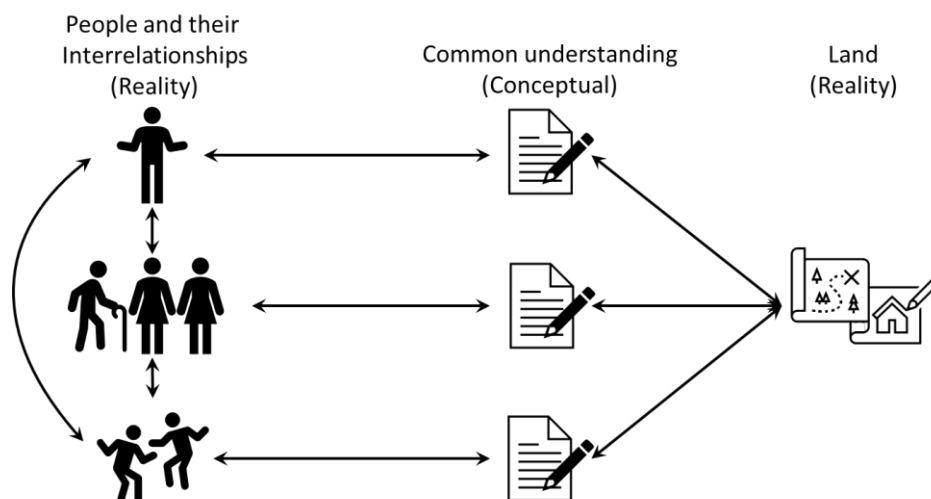 People and their
Interrelationships
(Reality)
Common understanding
(Conceptual)
Land
(Reality)